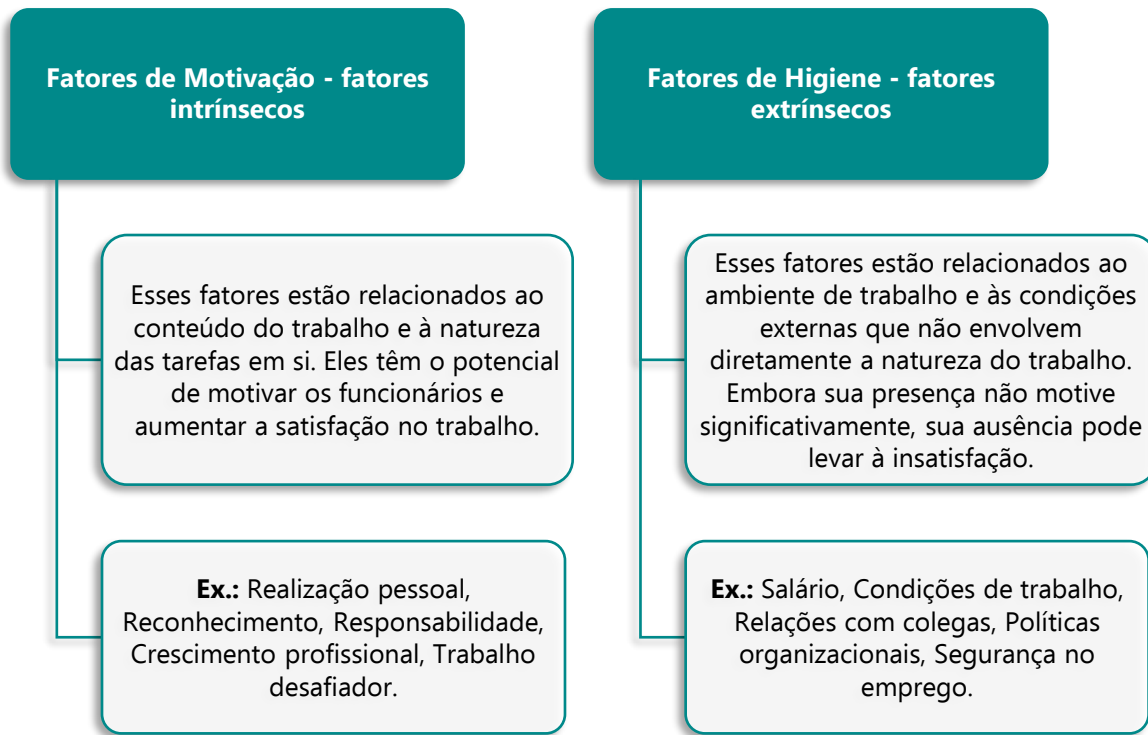 Fatores de Motivação - fatores
intrínsecos
Esses fatores estão relacionados ao
conteúdo do trabalho e à natureza
das tarefas em si. Eles têm o potencial
de motivar os funcionários e
aumentar a satisfação no trabalho.
Ex.: Realização pessoal,
Reconhecimento, Responsabilidade,
Crescimento profissional, Trabalho
desafiador.
Fatores de Higiene - fatores
extrínsecos
Esses fatores estão relacionados ao
ambiente de trabalho e às condições
externas que não envolvem
diretamente a natureza do trabalho.
Embora sua presença não motive
significativamente, sua ausência pode
levar à insatisfação.
Ex.: Salário, Condições de trabalho,
Relações com colegas, Políticas
organizacionais, Segurança no
emprego.